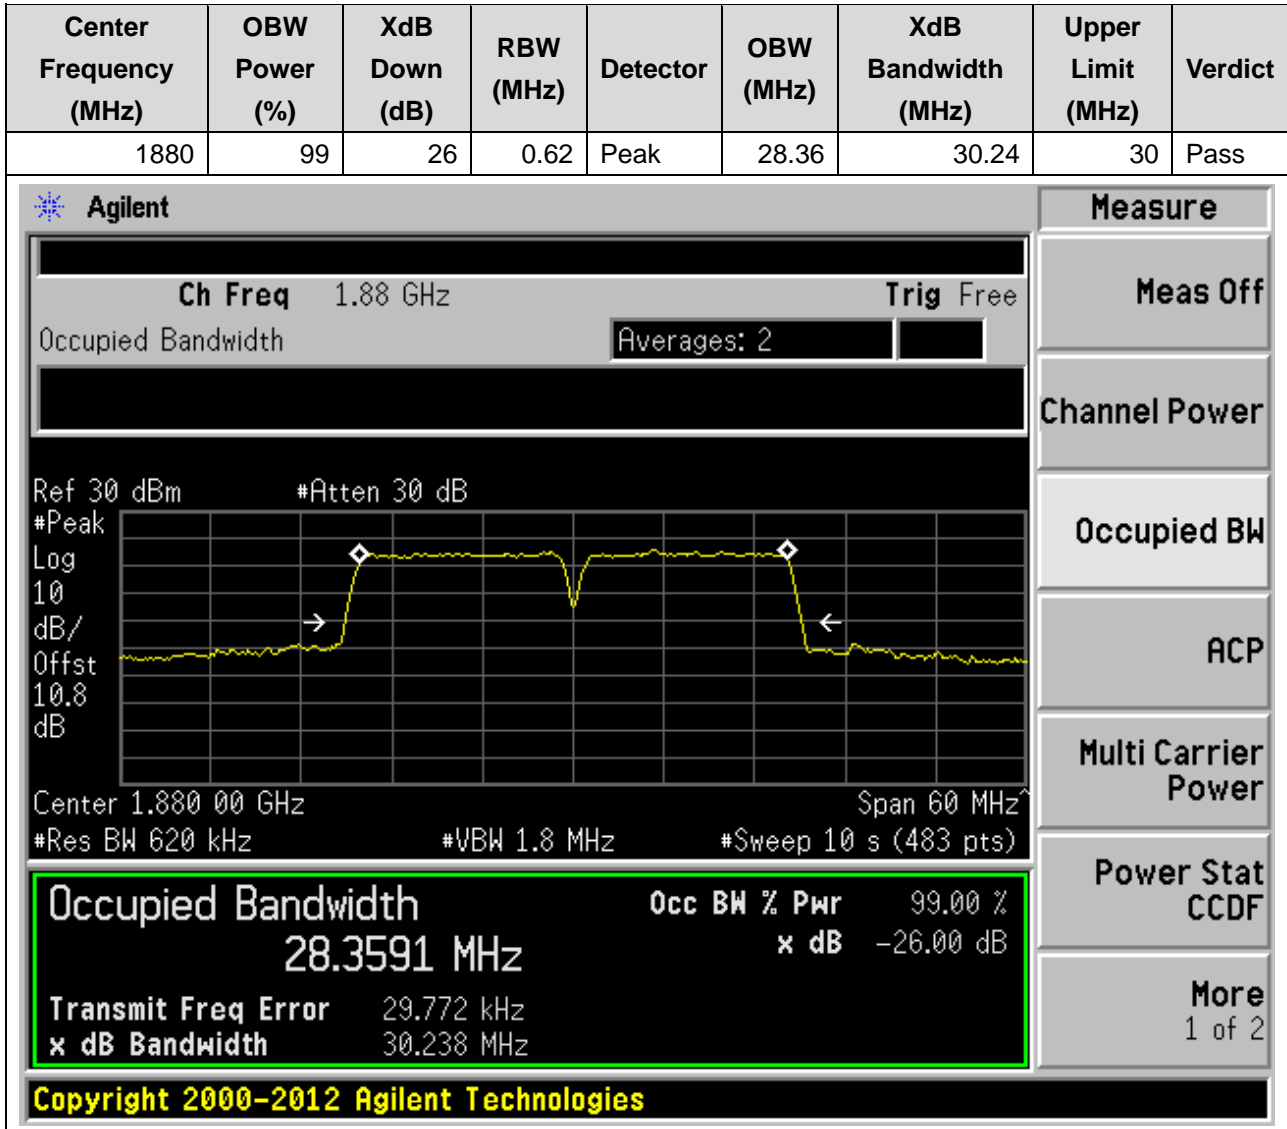 Center Frequency (MHz) OBW Power (%) XdB Down (dB) RBW (MHz) Detector OBW (MHz) XdB Bandwidth (MHz) Upper Limit (MHz) Verdict
1880 99 26 0.62 Peak 28.36 30.24 30 Pass
Agilent
Measure
Ch Freq 1.88 GHz Trig Free
Meas Off
Occupied Bandwidth Averages: 2
Channel Power
Ref 30 dBm #Atten 30 dB
#Peak
Log
10
dB/
Offst
10.8
dB
Occupied BW
ACP
Multi Carrier
Power
Center 1.880 00 GHz Span 60 MHz^
#Res BW 620 kHz #VBW 1.8 MHz #Sweep 10 s (483 pts)
Power Stat
CCDF
Occupied Bandwidth Occ BW % Pwr 99.00 %
28.3591 MHz x dB -26.00 dB
Transmit Freq Error 29.772 kHz
x dB Bandwidth 30.238 MHz
More
1 of 2
Copyright 2000-2012 Agilent Technologies